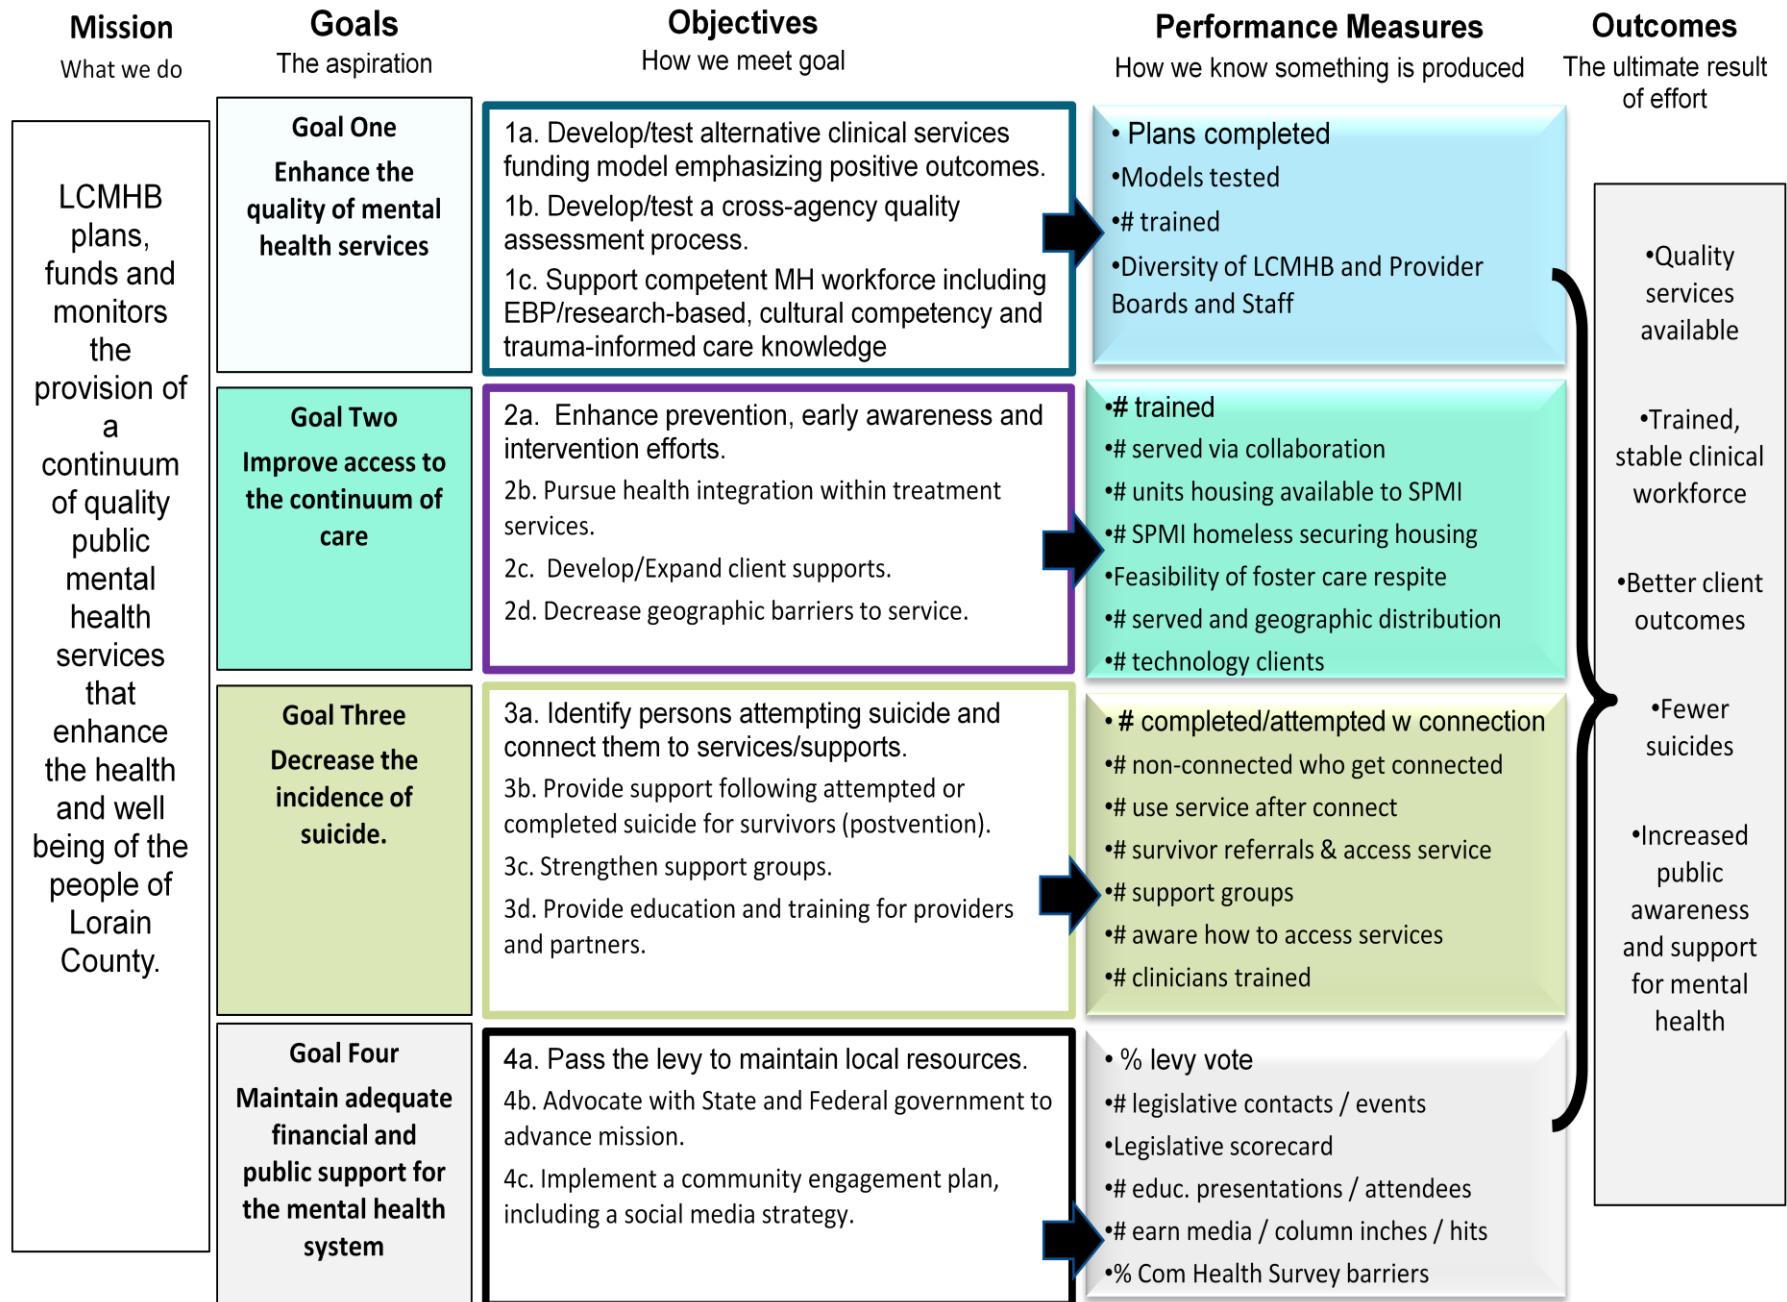 Mission
What we do
Goals
The aspiration
Objectives
How we meet goal
Performance Measures
How we know something is produced
Outcomes
The ultimate result
of effort
LCMHB
plans,
funds and
monitors
the
provision of
a
continuum
of quality
public
mental
health
services
that
enhance
the health
and well
being of the
people of
Lorain
County.
Goal One
Enhance the
quality of mental
health services
1a. Develop/test alternative clinical services
funding model emphasizing positive outcomes.
1b. Develop/test a cross-agency quality
assessment process.
1c. Support competent MH workforce including
EBP/research-based, cultural competency and
trauma-informed care knowledge
• Plans completed
•Models tested
•# trained
•Diversity of LCMHB and Provider
Boards and Staff
Goal Two
Improve access to
the continuum of
care
2a.  Enhance prevention, early awareness and
intervention efforts.
2b. Pursue health integration within treatment
services.
2c.  Develop/Expand client supports.
2d. Decrease geographic barriers to service.
•# trained
•# served via collaboration
•# units housing available to SPMI
•# SPMI homeless securing housing
•Feasibility of foster care respite
•# served and geographic distribution
•# technology clients
Goal Three
Decrease the
incidence of
suicide.
3a. Identify persons attempting suicide and
connect them to services/supports.
3b. Provide support following attempted or
completed suicide for survivors (postvention).
3c. Strengthen support groups.
3d. Provide education and training for providers
and partners.
• # completed/attempted w connection
•# non-connected who get connected
•# use service after connect
•# survivor referrals & access service
•# support groups
•# aware how to access services
•# clinicians trained
Goal Four
Maintain adequate
financial and
public support for
the mental health
system
4a. Pass the levy to maintain local resources.
4b. Advocate with State and Federal government to
advance mission.
4c. Implement a community engagement plan,
including a social media strategy.
• % levy vote
•# legislative contacts / events
•Legislative scorecard
•# educ. presentations / attendees
•# earn media / column inches / hits
•% Com Health Survey barriers
•Quality
services
available
•Trained,
stable clinical
workforce
•Better client
outcomes
•Fewer
suicides
•Increased
public
awareness
and support
for mental
health